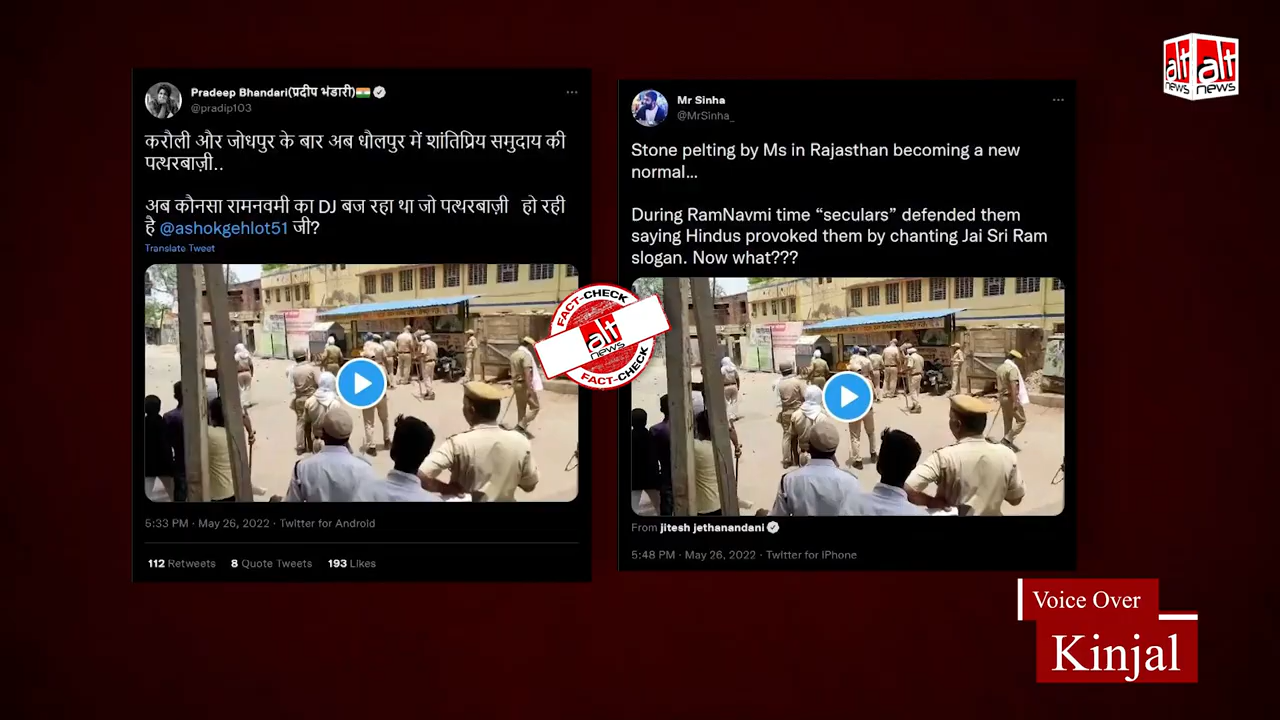 Pradeep Bhandari(प्रदीप भंडारी)
@pradip103
करौली और जोधपुर के बार अब धौलपुर में शांतिप्रिय समुदाय की
पत्थरबाज़ी..
अब कौनसा रामनवमी का DJ बज रहा था जो पत्थरबाज़ी हो रही
है @ashokgehlot51 जी?
Translate Tweet
5:33 PM · May 26, 2022 · Twitter for Android
112 Retweets 8 Quote Tweets 193 Likes
Mr Sinha
@MrSinha_
Stone pelting by Ms in Rajasthan becoming a new
normal...
During RamNavmi time “seculars” defended them
saying Hindus provoked them by chanting Jai Sri Ram
slogan. Now what???
From jitesh jethanandani
5:48 PM · May 26, 2022 · Twitter for iPhone
FACT-CHECK
alt
news
FACT-CHECK
alt
news
alt
news
Voice Over
Kinjal